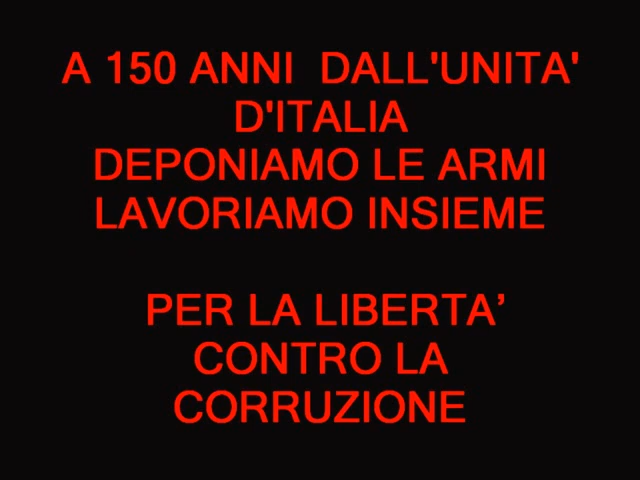 A 150 ANNI  DALL'UNITA'
D'ITALIA
DEPONIAMO LE ARMI
LAVORIAMO INSIEME
PER LA LIBERTA’
CONTRO LA
CORRUZIONE